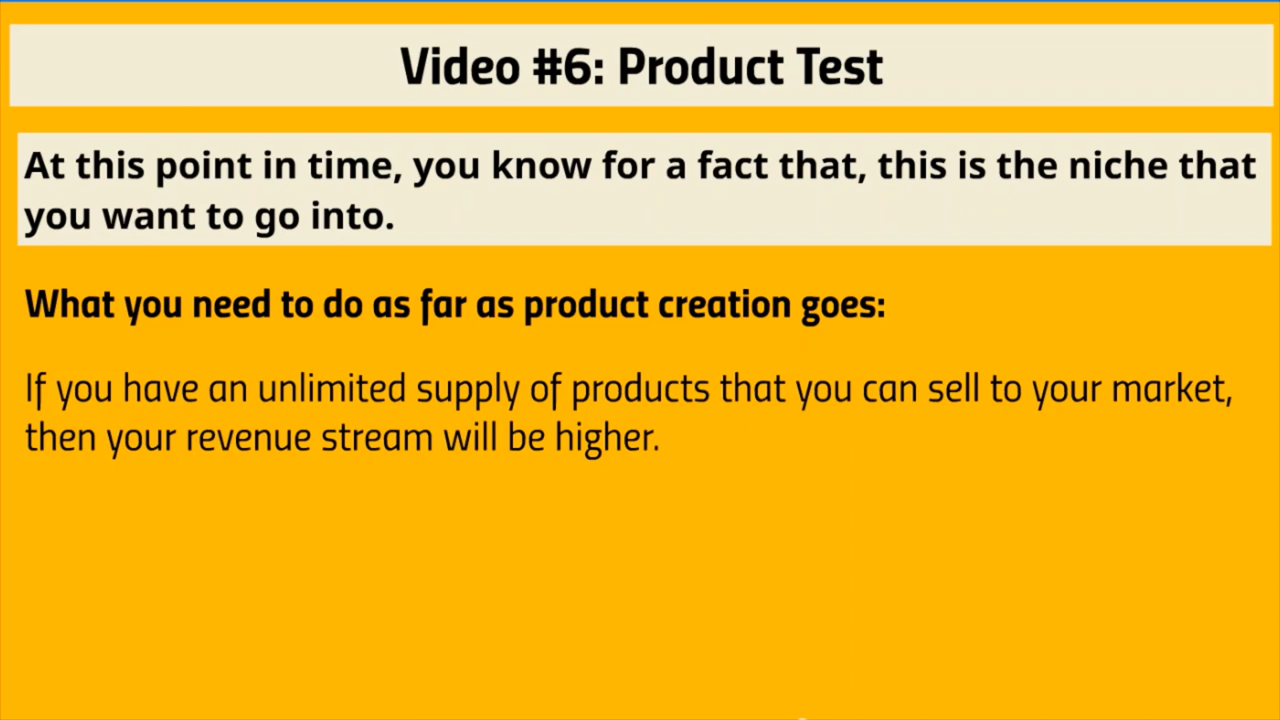 Video #6: Product Test
At this point in time, you know for a fact that, this is the niche that
you want to go into.
What you need to do as far as product creation goes:
If you have an unlimited supply of products that you can sell to your market,
then your revenue stream will be higher.